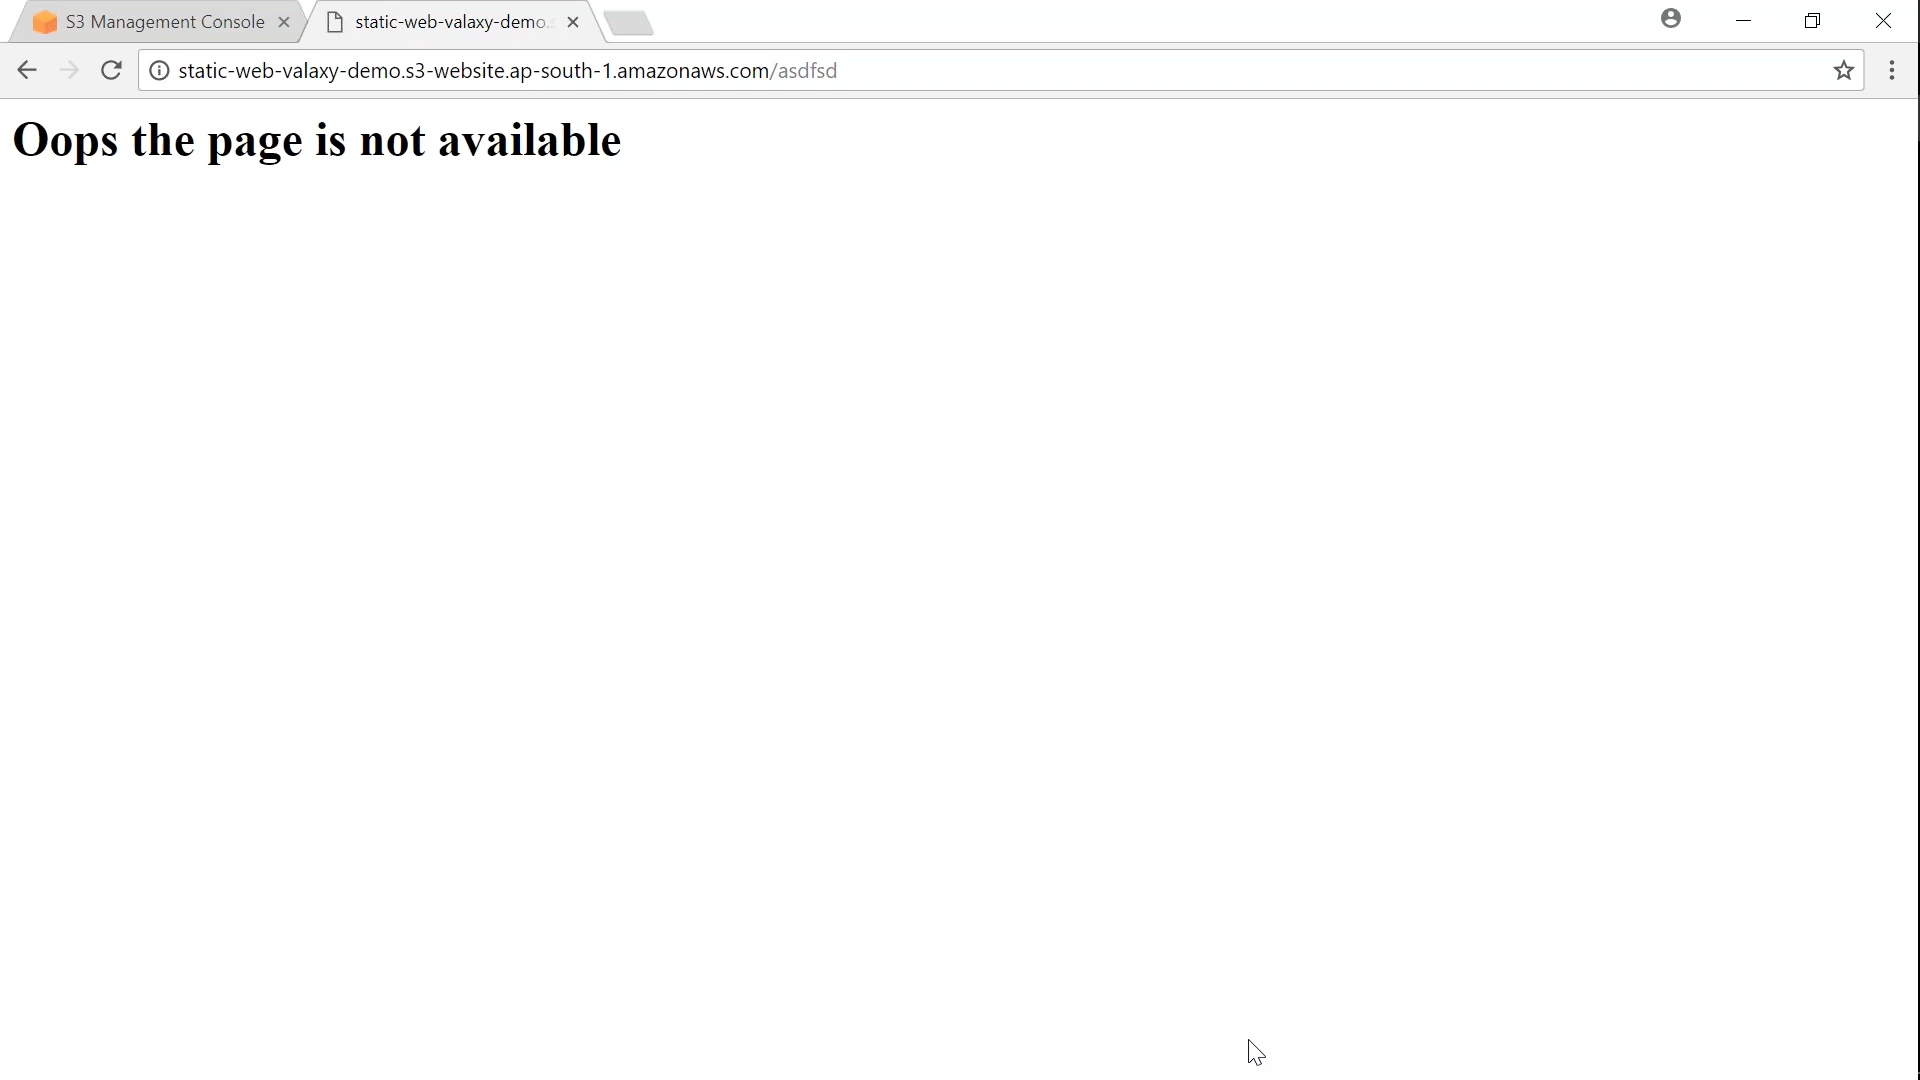 S3 Management Console
static-web-valaxy-demo.s
static-web-valaxy-demo.s3-website.ap-south-1.amazonaws.com/asdfsd
Oops the page is not available